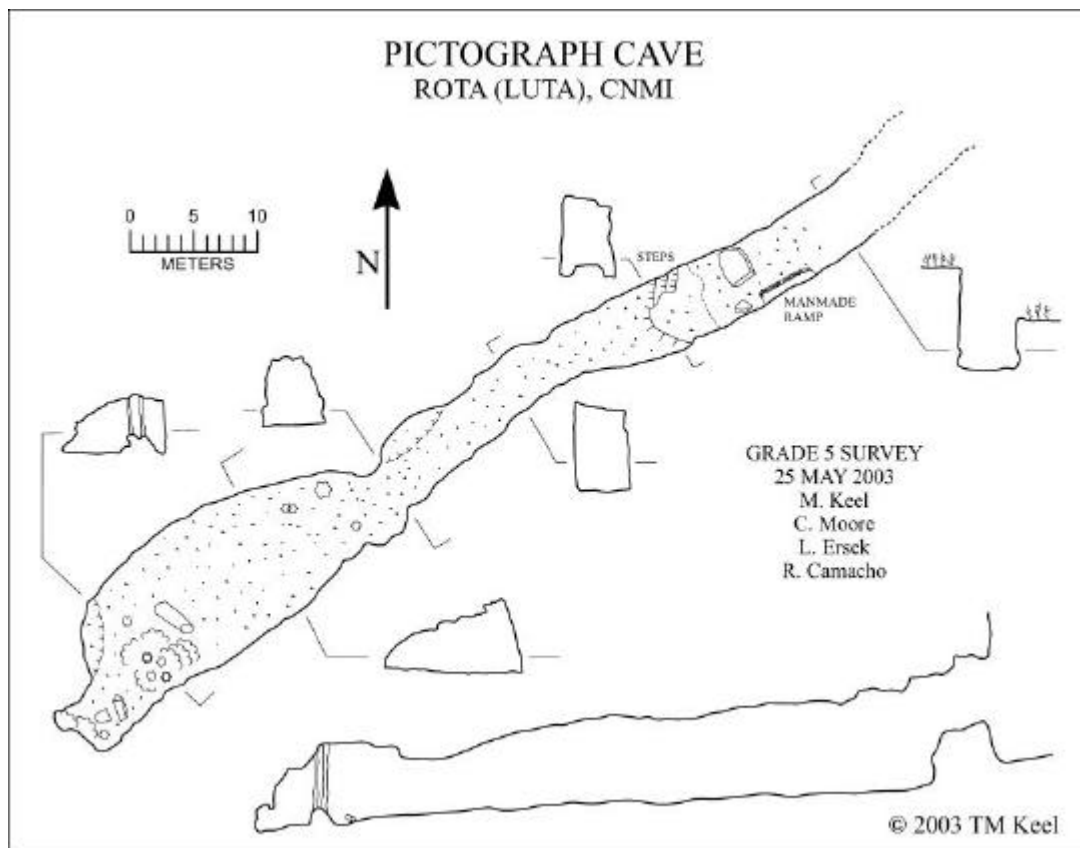 PICTOGRAPH CAVE
ROTA (LUTA), CNMI
0 5 10
METERS
N
STEPS
MANMADE
RAMP
GRADE 5 SURVEY
25 MAY 2003
M. Keel
C. Moore
L. Ersek
R. Camacho
© 2003 TM Keel